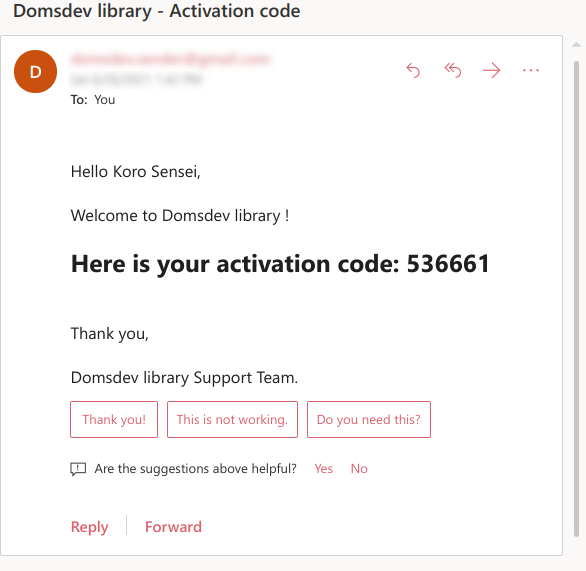 Domsdev library - Activation code
D
To: You
Hello Koro Sensei,
Welcome to Domsdev library !
Here is your activation code: 536661
Thank you,
Domsdev library Support Team.
Thank you! This is not working. Do you need this?
Are the suggestions above helpful? Yes No
Reply Forward